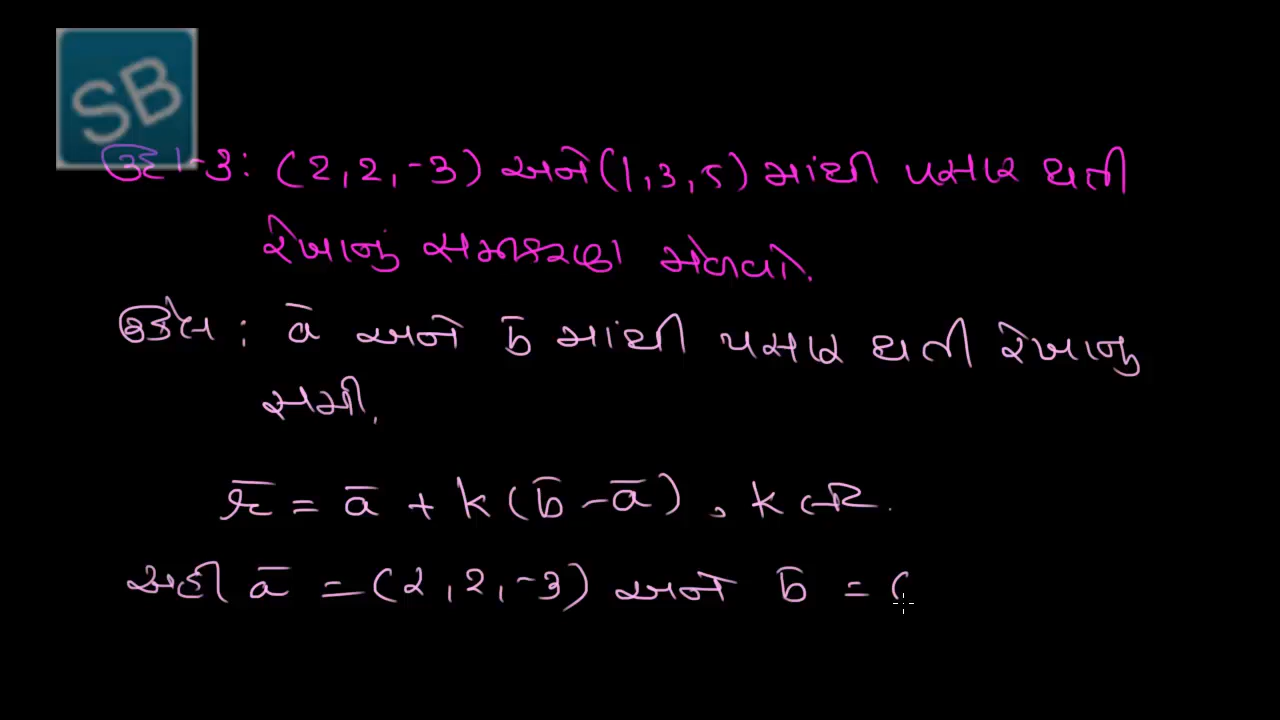 SB
ઉદા-૩: (2, 2, -3) અને (1, 3, 5) માંથી પસાર થતી
રેખાનું સમીકરણ મેળવો.
ઉકેલ: a̅ અને b̅ માંથી પસાર થતી રેખાનું
સમી.
r̅ = a̅ + k(b̅ - a̅), k ∈ R.
અહીં a̅ = (2, 2, -3) અને b̅ = (